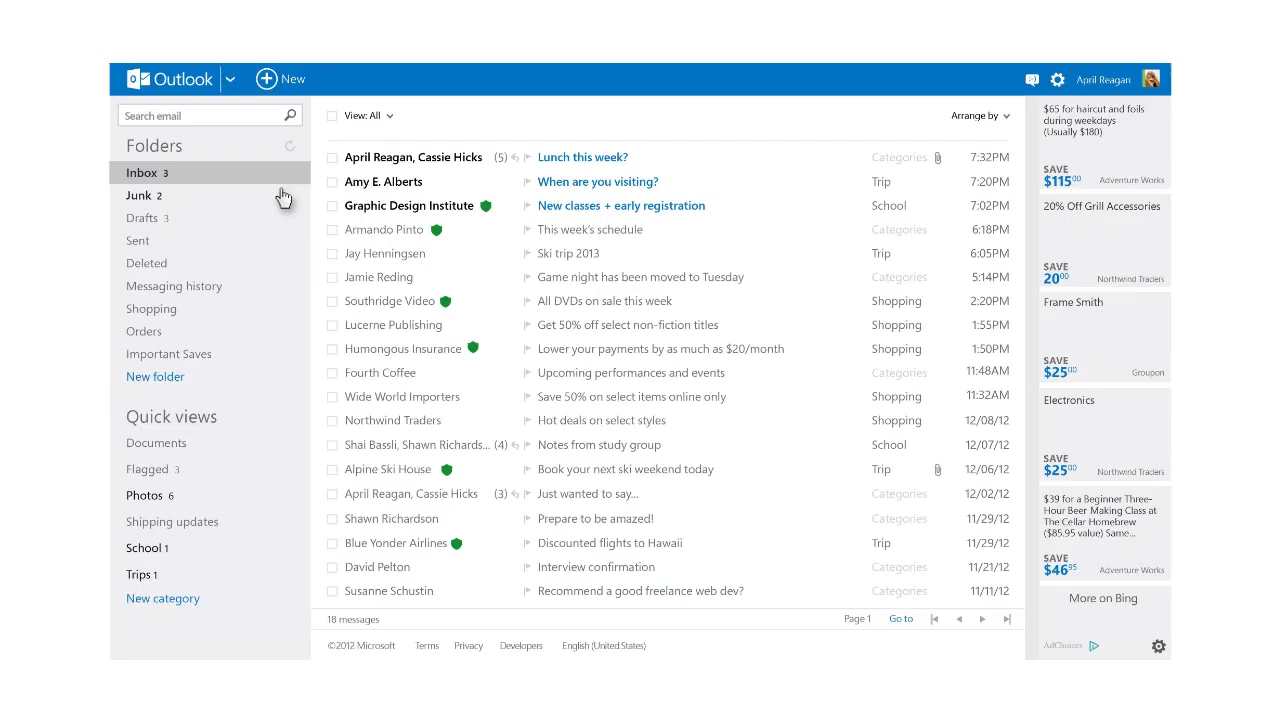 Outlook New April Reagan
Search email
Folders
Inbox 3
Junk 2
Drafts 3
Sent
Deleted
Messaging history
Shopping
Orders
Important Saves
New folder
Quick views
Documents
Flagged 3
Photos 6
Shipping updates
School 1
Trips 1
New category
View: All Arrange by
April Reagan, Cassie Hicks (5) Lunch this week? Categories 7:32PM
Amy E. Alberts When are you visiting? Trip 7:20PM
Graphic Design Institute New classes + early registration School 7:02PM
Armando Pinto This week's schedule Categories 6:18PM
Jay Henningsen Ski trip 2013 Trip 6:05PM
Jamie Reding Game night has been moved to Tuesday Categories 5:14PM
Southridge Video All DVDs on sale this week Shopping 2:20PM
Lucerne Publishing Get 50% off select non-fiction titles Shopping 1:55PM
Humongous Insurance Lower your payments by as much as $20/month Shopping 1:50PM
Fourth Coffee Upcoming performances and events Categories 11:48AM
Wide World Importers Save 50% on select items online only Shopping 11:32AM
Northwind Traders Hot deals on select styles Shopping 12/08/12
Shai Bassli, Shawn Richards... (4) Notes from study group School 12/07/12
Alpine Ski House Book your next ski weekend today Trip 12/06/12
April Reagan, Cassie Hicks (3) Just wanted to say... Categories 12/02/12
Shawn Richardson Prepare to be amazed! Categories 11/29/12
Blue Yonder Airlines Discounted flights to Hawaii Trip 11/29/12
David Pelton Interview confirmation Categories 11/21/12
Susanne Schustin Recommend a good freelance web dev? Categories 11/11/12
18 messages Page 1 Go to
©2012 Microsoft Terms Privacy Developers English (United States)
$65 for haircut and foils
during weekdays
(Usually $180)
SAVE
$115⁰⁰ Adventure Works
20% Off Grill Accessories
SAVE
20⁰⁰ Northwind Traders
Frame Smith
SAVE
$25⁰⁰ Groupon
Electronics
SAVE
$25⁰⁰ Northwind Traders
$39 for a Beginner Three-
Hour Beer Making Class at
The Cellar Homebrew
($85.95 value) Same...
SAVE
$46⁹⁵ Adventure Works
More on Bing
AdChoices